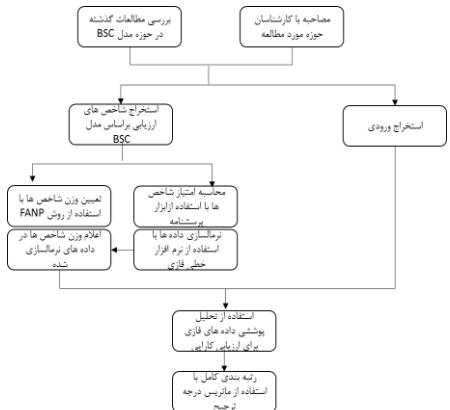 بررسی مطالعات گذشته
در حوزه مدل BSC
مصاحبه با کارشناسان
حوزه مورد مطالعه
استخراج شاخص های
ارزیابی براساس مدل
BSC
استخراج ورودی
تعیین وزن شاخص ها با
استفاده از روش FANP
محاسبه امتیاز شاخص
ها با استفاده ازابزار
پرسشنامه
اعلام وزن شاخص ها در
داده های نرمالسازی
شده
نرمالسازی داده ها با
استفاده از نرم افزار
خطی فازی
استفاده از تحلیل
پوششی داده های فازی
برای ارزیابی کارایی
رتبه بندی کامل با
استفاده از ماتریس درجه
ترجیح